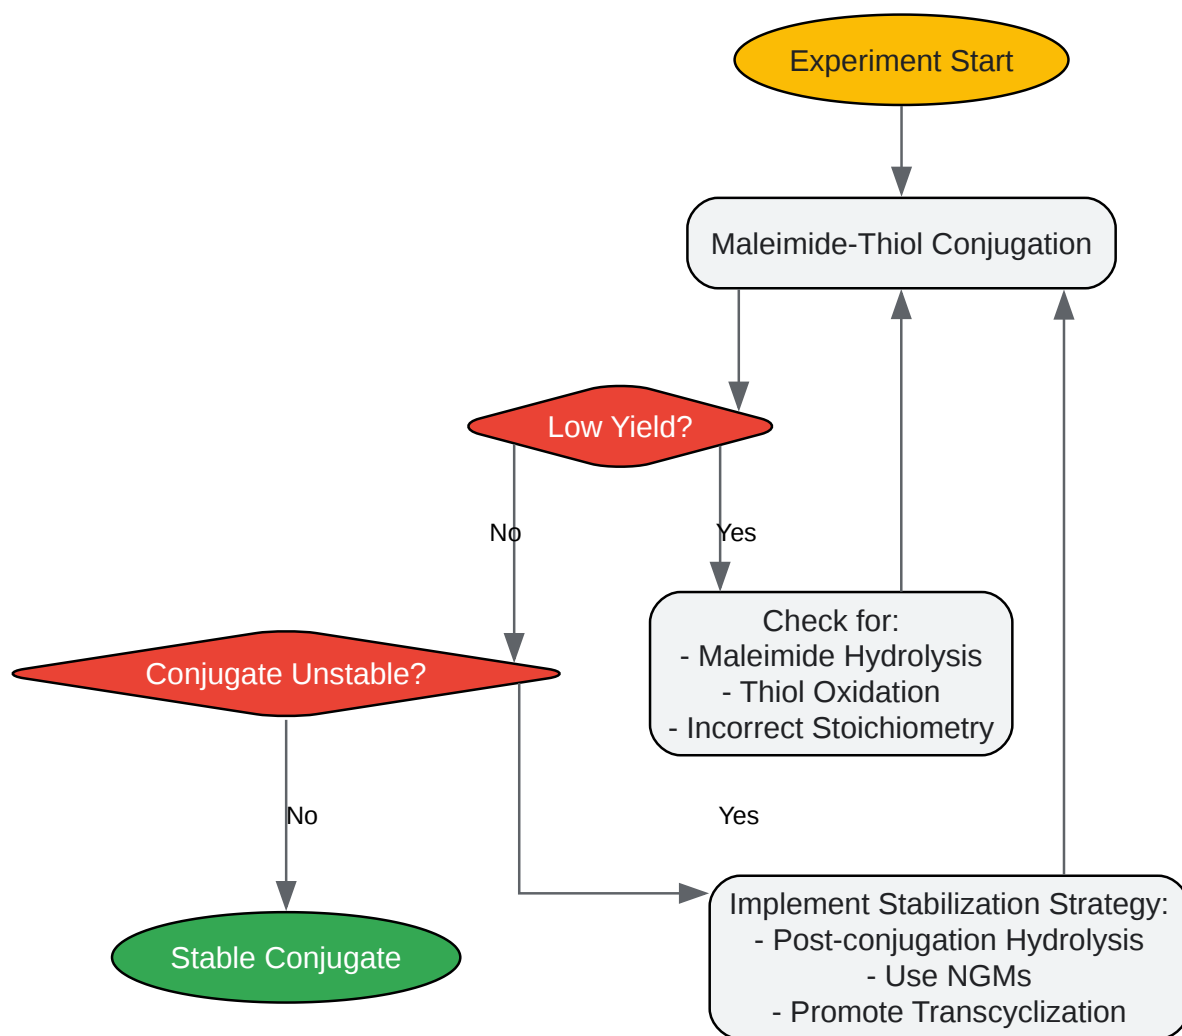 Experiment Start
Maleimide-Thiol Conjugation
Low Yield?
No
Yes
Check for:
- Maleimide Hydrolysis
- Thiol Oxidation
- Incorrect Stoichiometry
Conjugate Unstable?
No
Yes
Stable Conjugate
Implement Stabilization Strategy:
- Post-conjugation Hydrolysis
- Use NGMs
- Promote Transcyclization